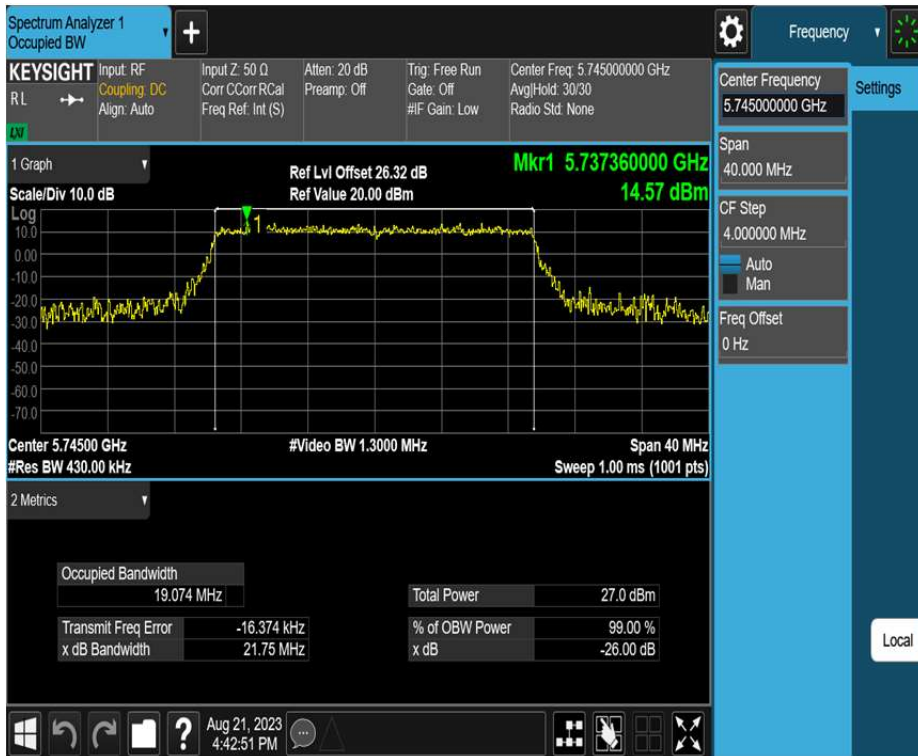 Spectrum Analyzer 1
Occupied BW
+
Frequency
KEYSIGHT
R L
LXI
Input: RF
Coupling: DC
Align: Auto
Input Z: 50 Ω
Corr CCorr RCal
Freq Ref: Int (S)
Atten: 20 dB
Preamp: Off
Trig: Free Run
Gate: Off
#IF Gain: Low
Center Freq: 5.745000000 GHz
Avg|Hold: 30/30
Radio Std: None
Center Frequency
5.745000000 GHz
Settings
Span
40.000 MHz
CF Step
4.000000 MHz
Auto
Man
Freq Offset
0 Hz
1 Graph
Scale/Div 10.0 dB
Ref Lvl Offset 26.32 dB
Ref Value 20.00 dBm
Mkr1 5.737360000 GHz
14.57 dBm
Log
10.0
0.00
-10.0
-20.0
-30.0
-40.0
-50.0
-60.0
-70.0
1
Center 5.74500 GHz
#Video BW 1.3000 MHz
Span 40 MHz
#Res BW 430.00 kHz
Sweep 1.00 ms (1001 pts)
2 Metrics
Occupied Bandwidth
19.074 MHz
Total Power 27.0 dBm
Transmit Freq Error -16.374 kHz
% of OBW Power 99.00 %
x dB Bandwidth 21.75 MHz
x dB -26.00 dB
Local
?
Aug 21, 2023
4:42:51 PM